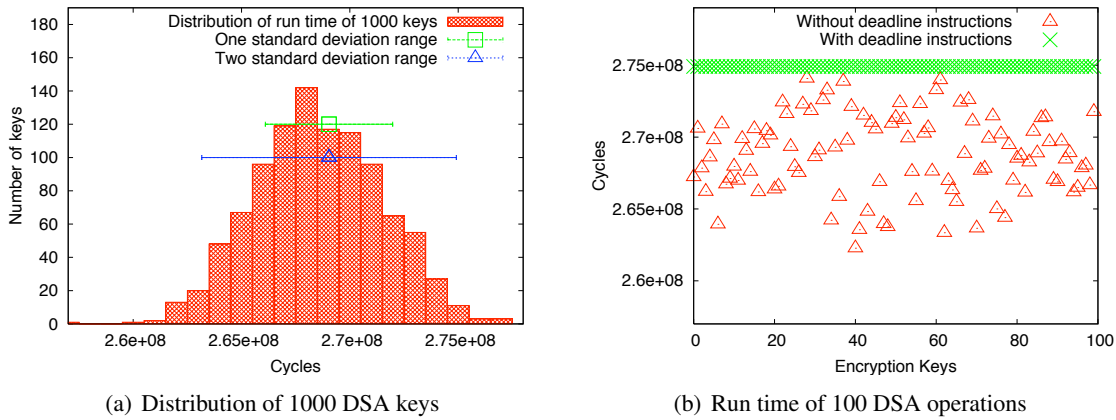 180
160
140
120
100
80
60
40
20
0
Number of keys
Distribution of run time of 1000 keys
One standard deviation range
Two standard deviation range
2.6e+08 2.65e+08 2.7e+08 2.75e+08
Cycles
(a) Distribution of 1000 DSA keys
Without deadline instructions
With deadline instructions
2.75e+08
2.7e+08
2.65e+08
2.6e+08
Cycles
0 20 40 60 80 100
Encryption Keys
(b) Run time of 100 DSA operations